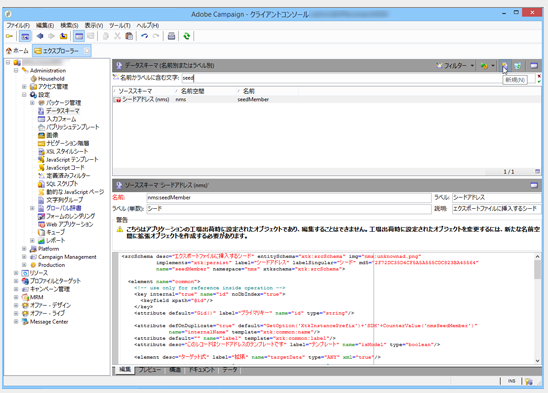 Adobe Campaign - クライアントコンソール
ファイル(F) 編集(E) 検索(S) 表示(V) ツール(T) ヘルプ(H)
ホーム エクスプローラー
Administration
Household
アクセス管理
設定
パッケージ管理
データスキーマ
入力フォーム
パブリッシュテンプレート
画像
ナビゲーション階層
XSL スタイルシート
JavaScript テンプレート
JavaScript コード
定義済みフィルター
SQL スクリプト
動的な JavaScript ページ
文字列グループ
グローバル辞書
フォームのレンダリング
Web アプリケーション
キューブ
レポート
Platform
Campaign Management
Production
リソース
プロファイルとターゲット
キャンペーン管理
MRM
オファー - デザイン
オファー - ライブ
Message Center
データスキーマ (名前別またはラベル別)
フィルター
新規(N)
名前かラベルに含む文字: seed
ソーススキーマ 名前空間 名前
シードアドレス (nms) nms seedMember
1 / 1
ソーススキーマ 'シードアドレス (nms)'
名前: nms:seedMember ラベル: シードアドレス
ラベル (単数): シード 説明: エクスポートファイルに挿入するシード
警告
こちらはアプリケーションの工場出荷時に設定されたオブジェクトであり、編集することはできません。工場出荷時に設定されたオブジェクトを変更するには、新たな名前空間に拡張オブジェクトを作成する必要があります。
<srcSchema desc="エクスポートファイルに挿入するシード" entitySchema="xtk:srcSchema" img="nms:unknownad.png"
implements="xtk:persist" label="シードアドレス" labelSingular="シード"
name="seedMember" namespace="nms" xtkschema="xtk:srcSchema">
<element name="common">
<!-- use only for reference inside operation -->
<key internal="true" name="id" noDbIndex="true">
<keyfield xpath="@id"/>
</key>
<attribute default="Gid()" label="プライマリキー" name="id" type="string"/>
<attribute defOnDuplicate="true" default="GetOption('XtkInstancePrefix')+'SDM'+CounterValue('nmsSeedMember')"
name="internalName" template="xtk:common:name"/>
<attribute default="" name="label" template="xtk:common:label"/>
<attribute desc="このレコードはシードアドレスのテンプレートです" label="テンプレート" name="isModel" type="boolean"/>
<element desc="ターゲット式" label="拡張" name="targetData" type="ANY" xml="true"/>
編集 プレビュー 構造 ドキュメント データ
INS